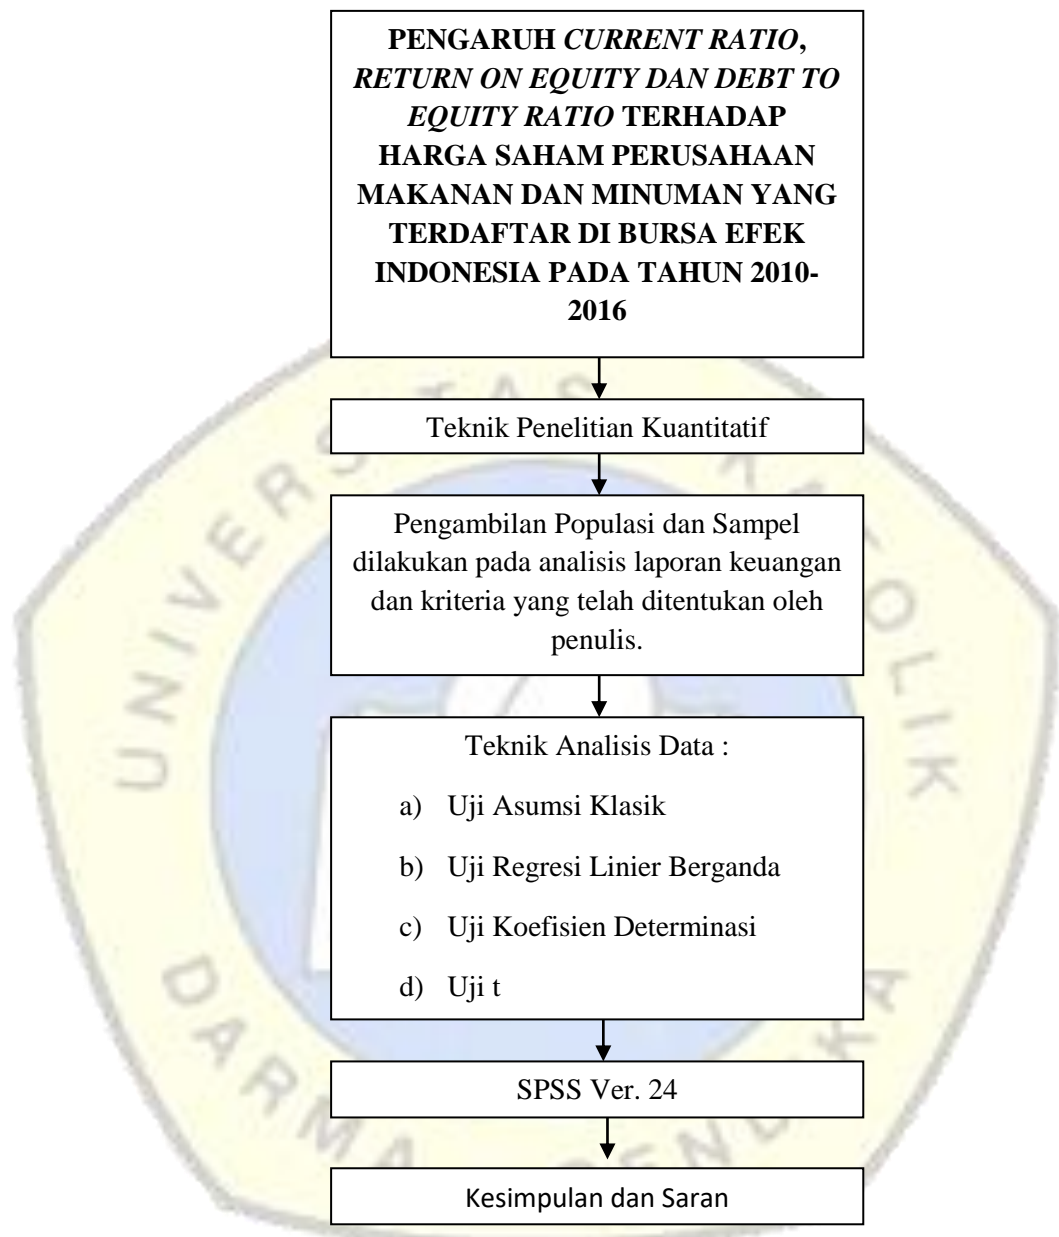 PENGARUH CURRENT RATIO,
RETURN ON EQUITY DAN DEBT TO
EQUITY RATIO TERHADAP
HARGA SAHAM PERUSAHAAN
MAKANAN DAN MINUMAN YANG
TERDAFTAR DI BURSA EFEK
INDONESIA PADA TAHUN 2010-
2016
Teknik Penelitian Kuantitatif
Pengambilan Populasi dan Sampel
dilakukan pada analisis laporan keuangan
dan kriteria yang telah ditentukan oleh
penulis.
Teknik Analisis Data :
a) Uji Asumsi Klasik
b) Uji Regresi Linier Berganda
c) Uji Koefisien Determinasi
d) Uji t
SPSS Ver. 24
Kesimpulan dan Saran